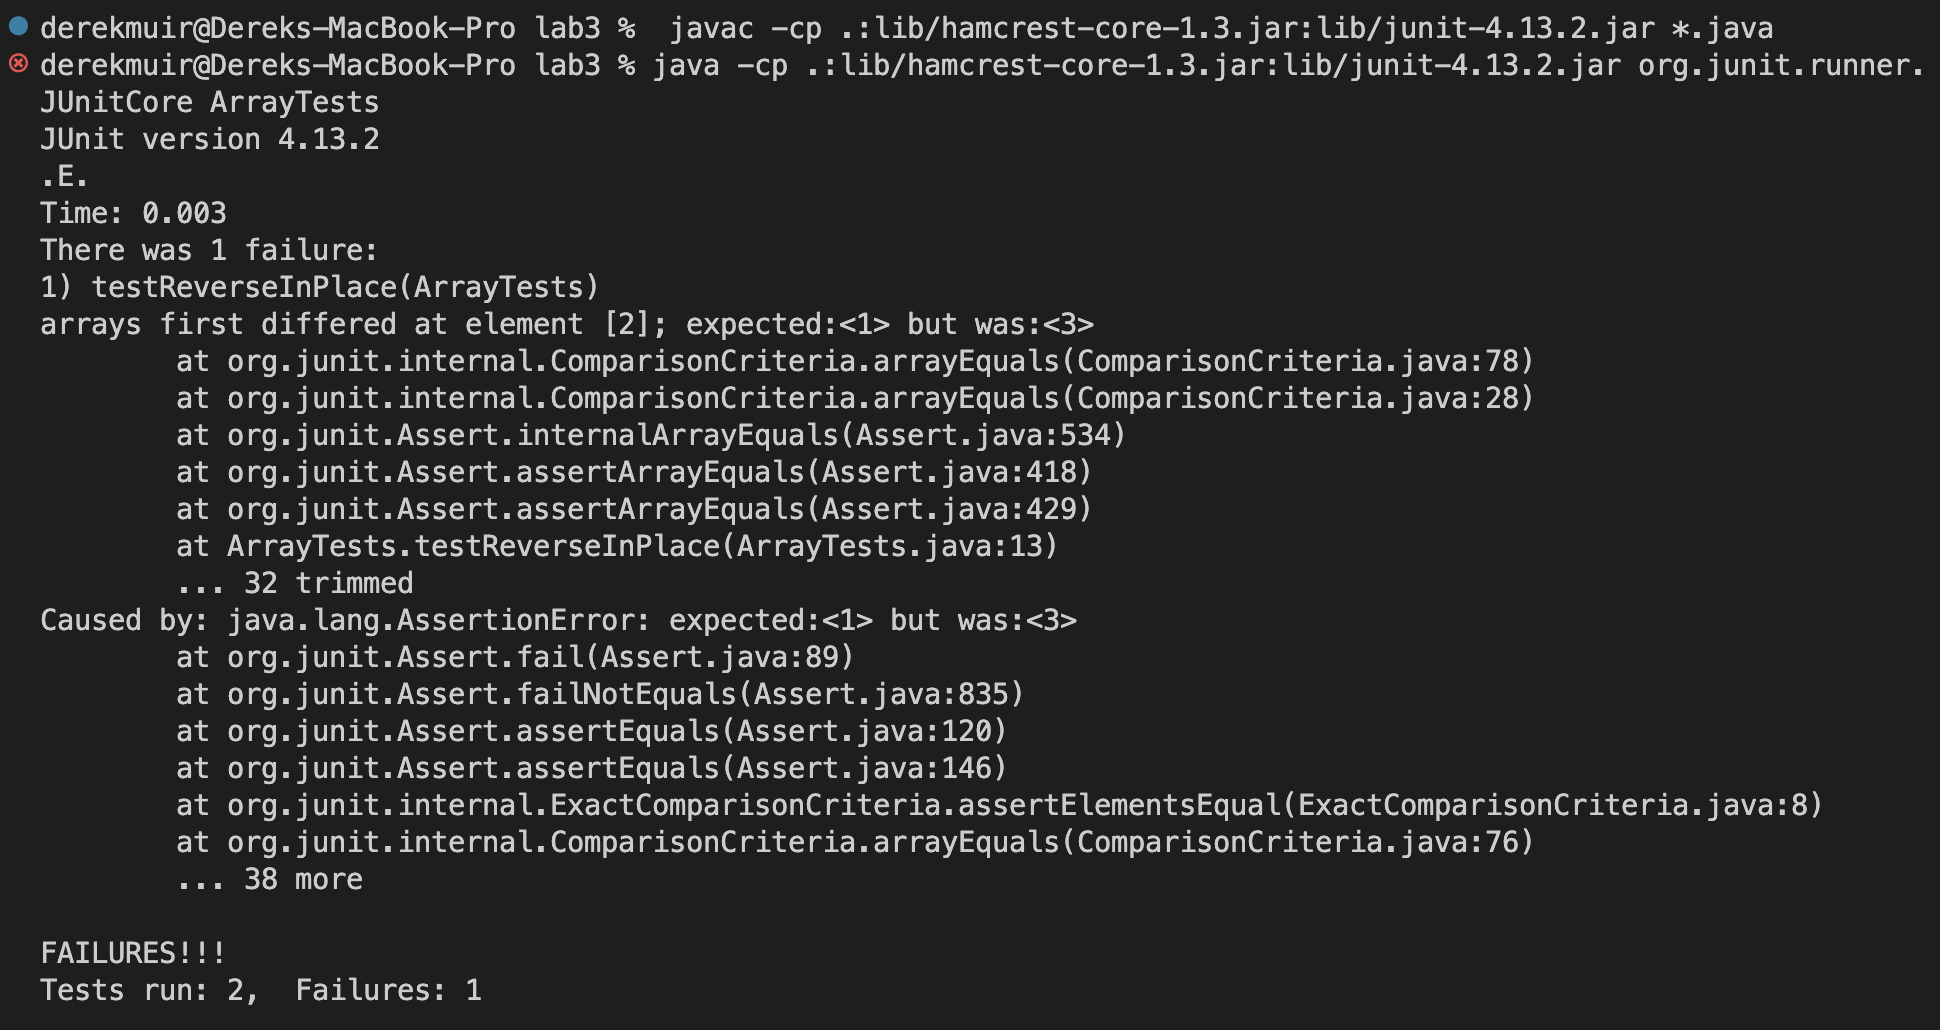 derekmuir@Dereks-MacBook-Pro lab3 %  javac -cp .:lib/hamcrest-core-1.3.jar:lib/junit-4.13.2.jar *.java
derekmuir@Dereks-MacBook-Pro lab3 % java -cp .:lib/hamcrest-core-1.3.jar:lib/junit-4.13.2.jar org.junit.runner.
JUnitCore ArrayTests
JUnit version 4.13.2
.E.
Time: 0.003
There was 1 failure:
1) testReverseInPlace(ArrayTests)
arrays first differed at element [2]; expected:<1> but was:<3>
        at org.junit.internal.ComparisonCriteria.arrayEquals(ComparisonCriteria.java:78)
        at org.junit.internal.ComparisonCriteria.arrayEquals(ComparisonCriteria.java:28)
        at org.junit.Assert.internalArrayEquals(Assert.java:534)
        at org.junit.Assert.assertArrayEquals(Assert.java:418)
        at org.junit.Assert.assertArrayEquals(Assert.java:429)
        at ArrayTests.testReverseInPlace(ArrayTests.java:13)
        ... 32 trimmed
Caused by: java.lang.AssertionError: expected:<1> but was:<3>
        at org.junit.Assert.fail(Assert.java:89)
        at org.junit.Assert.failNotEquals(Assert.java:835)
        at org.junit.Assert.assertEquals(Assert.java:120)
        at org.junit.Assert.assertEquals(Assert.java:146)
        at org.junit.internal.ExactComparisonCriteria.assertElementsEqual(ExactComparisonCriteria.java:8)
        at org.junit.internal.ComparisonCriteria.arrayEquals(ComparisonCriteria.java:76)
        ... 38 more

FAILURES!!!
Tests run: 2,  Failures: 1